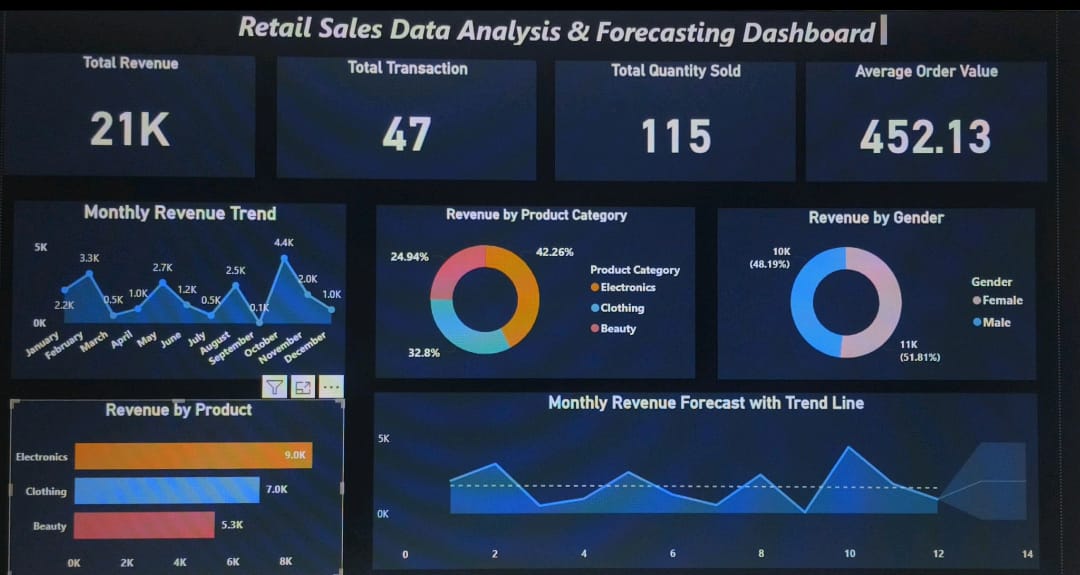 Retail Sales Data Analysis & Forecasting Dashboard
Total Revenue
21K
Total Transaction
47
Total Quantity Sold
115
Average Order Value
452.13
Monthly Revenue Trend
5K
0K
2.2K
3.3K
0.5K
1.0K
2.7K
1.2K
0.5K
2.5K
0.1K
4.4K
2.0K
1.0K
January
February
March
April
May
June
July
August
September
October
November
December
Revenue by Product Category
24.94%
42.26%
32.8%
Product Category
Electronics
Clothing
Beauty
Revenue by Gender
10K
(48.19%)
11K
(51.81%)
Gender
Female
Male
Revenue by Product
Electronics
9.0K
Clothing
7.0K
Beauty
5.3K
0K 2K 4K 6K 8K
Monthly Revenue Forecast with Trend Line
5K
0K
0 2 4 6 8 10 12 14